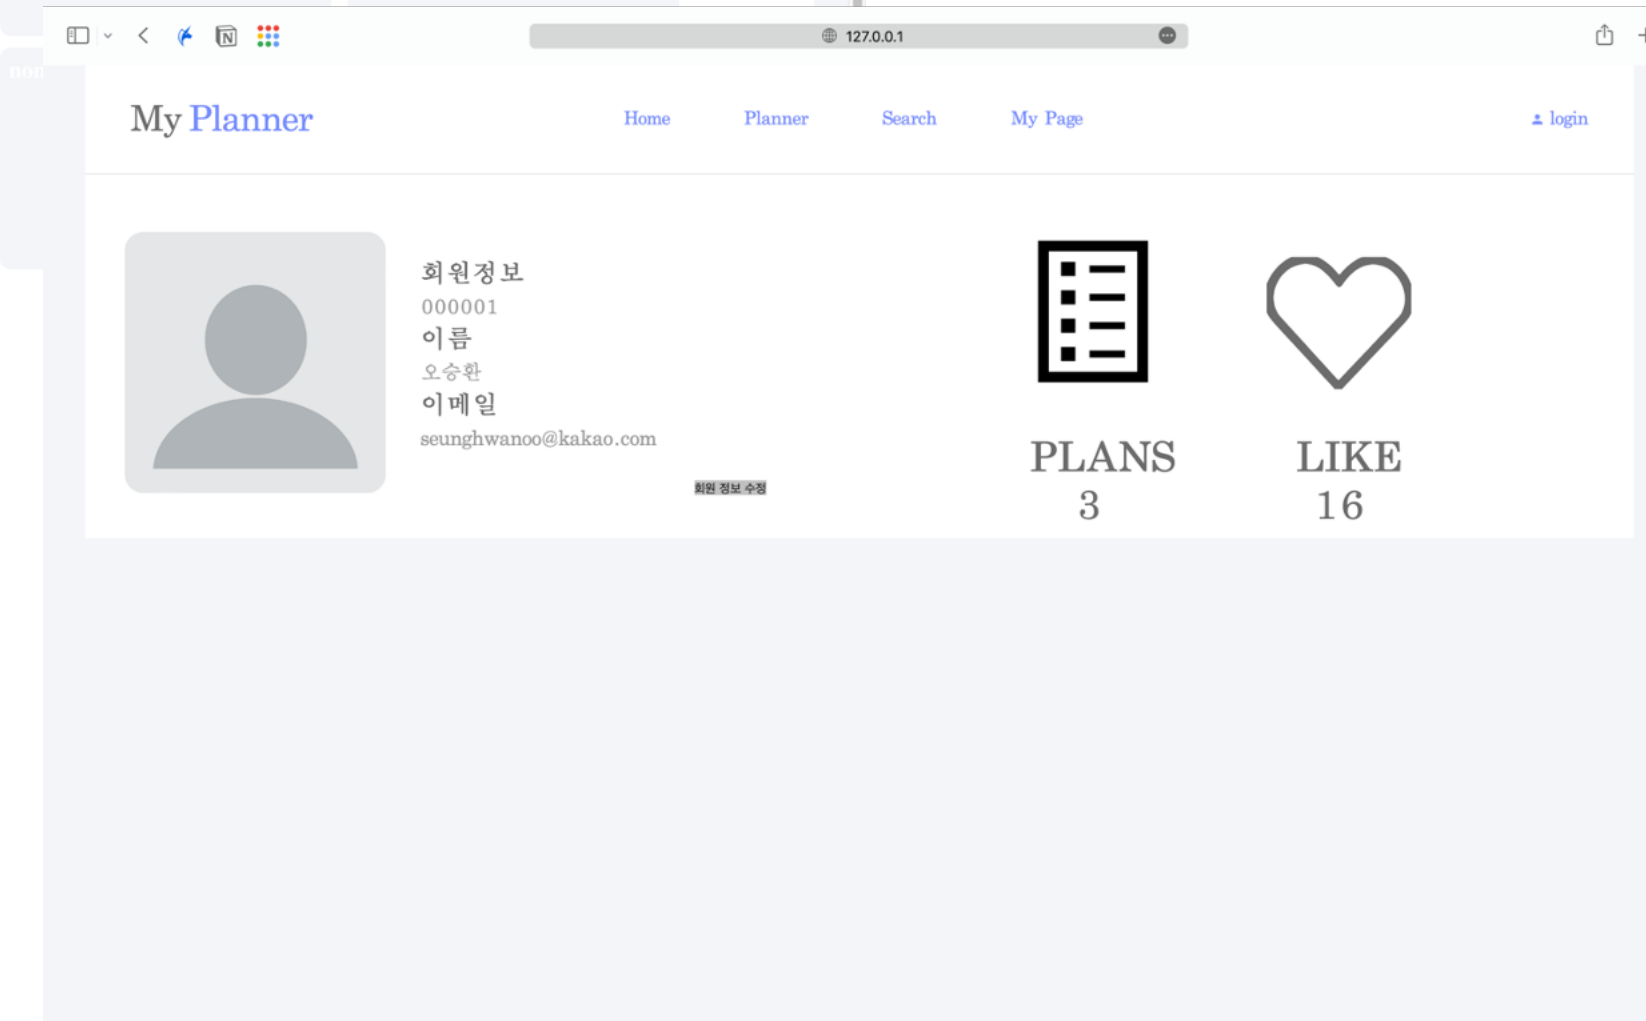 127.0.0.1
non
My Planner
Home
Planner
Search
My Page
login
회원정보
000001
이름
오승환
이메일
seunghwanoo@kakao.com
회원 정보 수정
PLANS
3
LIKE
16